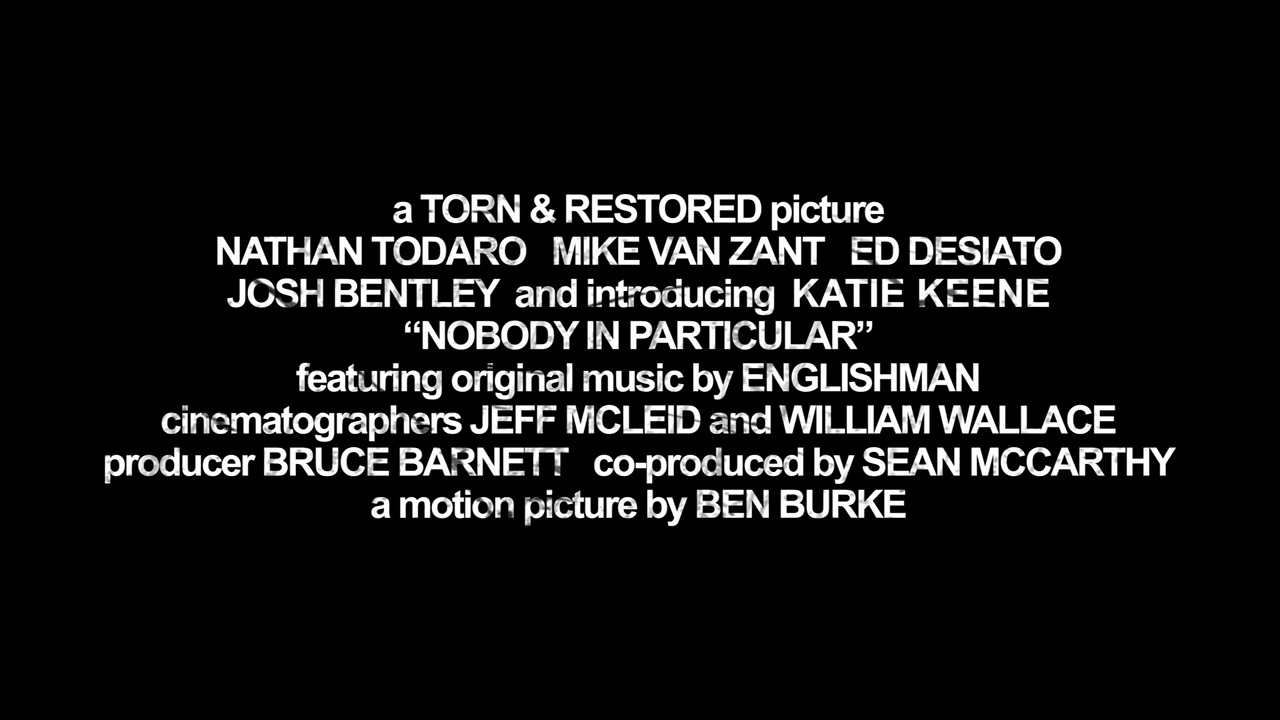 a TORN & RESTORED picture
NATHAN TODARO MIKE VAN ZANT ED DESIATO
JOSH BENTLEY and introducing KATIE KEENE
“NOBODY IN PARTICULAR”
featuring original music by ENGLISHMAN
cinematographers JEFF MCLEID and WILLIAM WALLACE
producer BRUCE BARNETT co-produced by SEAN MCCARTHY
a motion picture by BEN BURKE